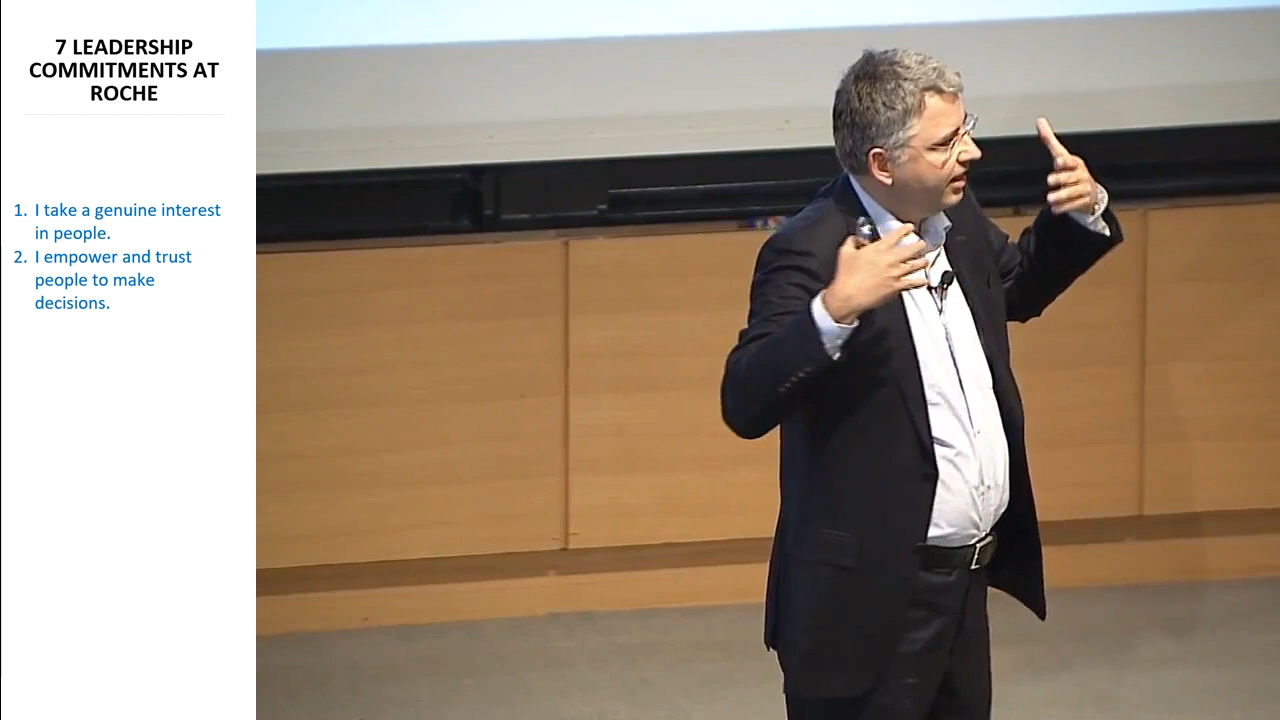 7 LEADERSHIP
COMMITMENTS AT
ROCHE
1. I take a genuine interest
in people.
2. I empower and trust
people to make
decisions.